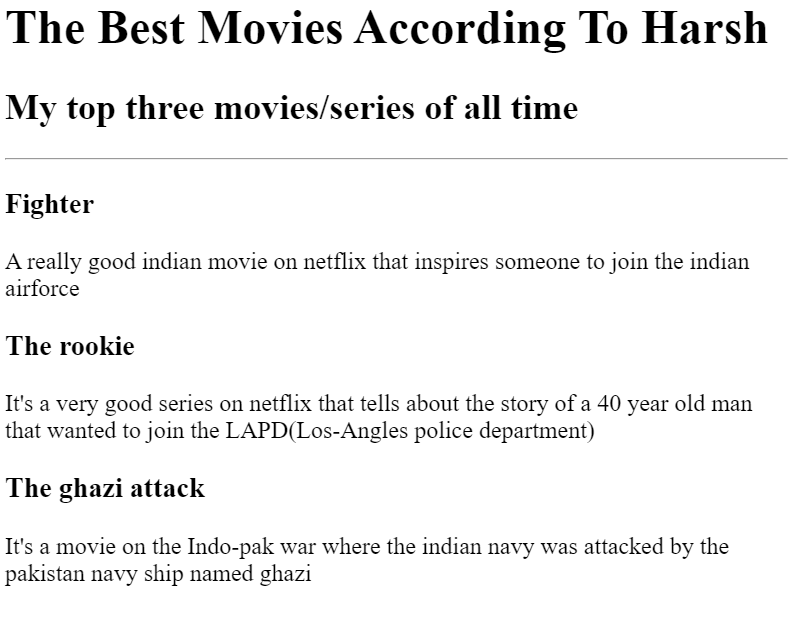 The Best Movies According To Harsh
My top three movies/series of all time
Fighter
A really good indian movie on netflix that inspires someone to join the indian
airforce
The rookie
It's a very good series on netflix that tells about the story of a 40 year old man
that wanted to join the LAPD(Los-Angles police department)
The ghazi attack
It's a movie on the Indo-pak war where the indian navy was attacked by the
pakistan navy ship named ghazi